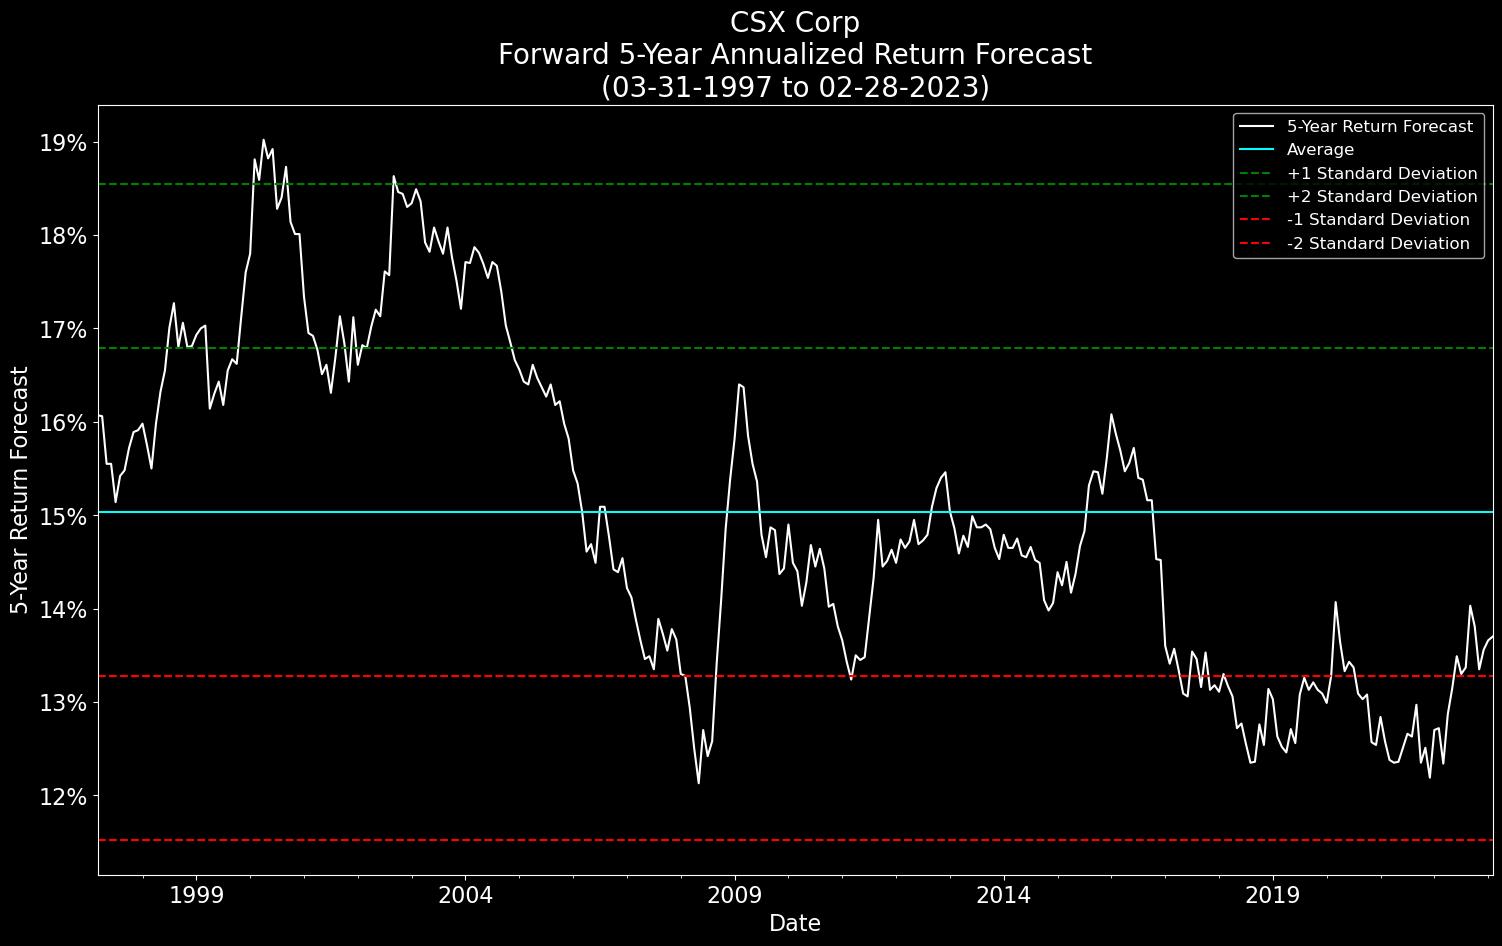 CSX Corp
Forward 5-Year Annualized Return Forecast
(03-31-1997 to 02-28-2023)
5-Year Return Forecast
Average
+1 Standard Deviation
+2 Standard Deviation
-1 Standard Deviation
-2 Standard Deviation
5-Year Return Forecast
19%
18%
17%
16%
15%
14%
13%
12%
1999
2004
2009
2014
2019
Date